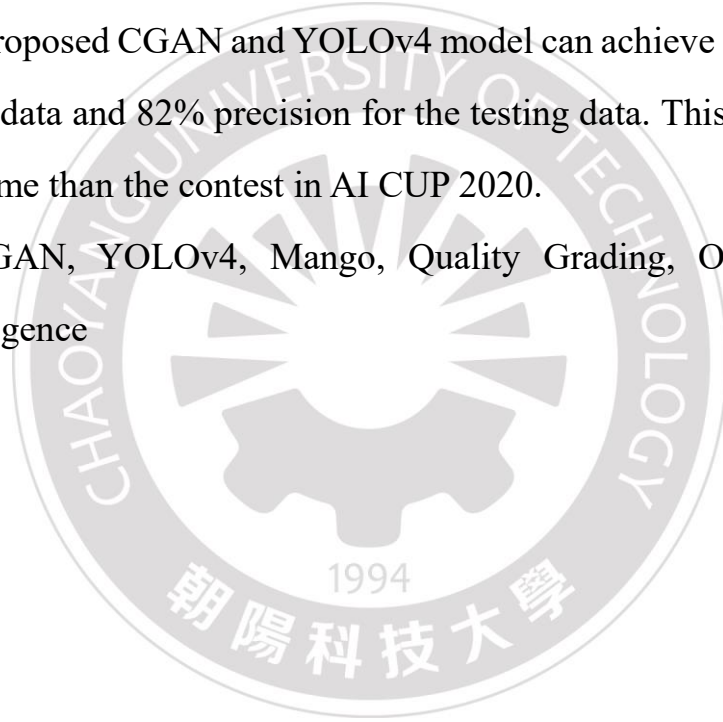 roposed CGAN and YOLOv4 model can achieve
data and 82% precision for the testing data. This
me than the contest in AI CUP 2020.
GAN, YOLOv4, Mango, Quality Grading, O
gence
CHAOYANG UNIVERSITY OF TECHNOLOGY
1994
朝陽科技大學